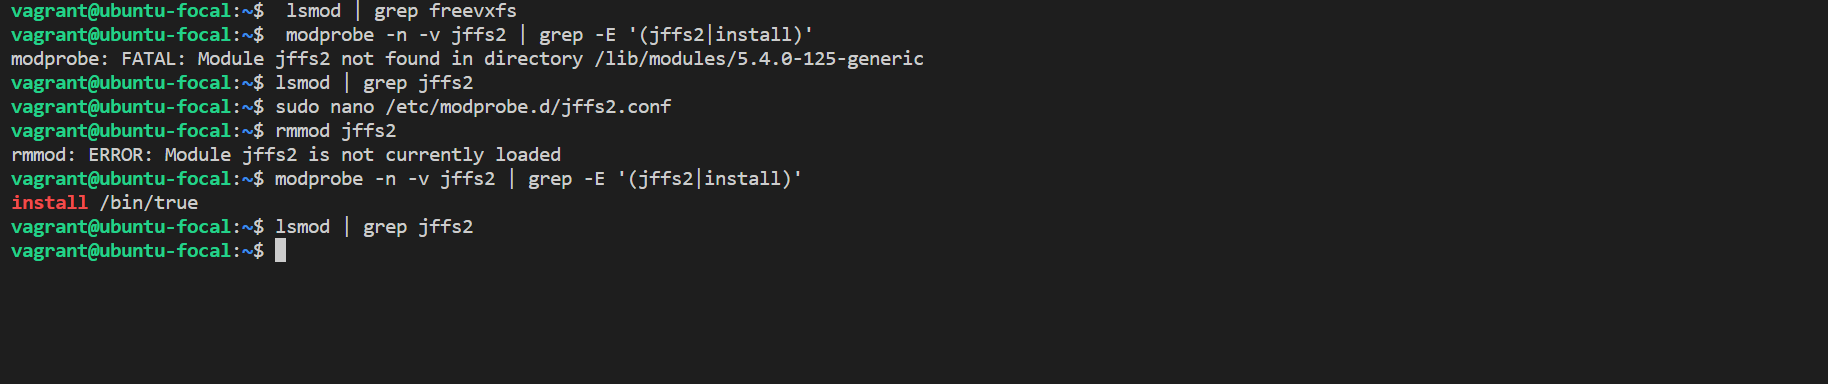 vagrant@ubuntu-focal:~$  lsmod | grep freevxfs
vagrant@ubuntu-focal:~$  modprobe -n -v jffs2 | grep -E '(jffs2|install)'
modprobe: FATAL: Module jffs2 not found in directory /lib/modules/5.4.0-125-generic
vagrant@ubuntu-focal:~$ lsmod | grep jffs2
vagrant@ubuntu-focal:~$ sudo nano /etc/modprobe.d/jffs2.conf
vagrant@ubuntu-focal:~$ rmmod jffs2
rmmod: ERROR: Module jffs2 is not currently loaded
vagrant@ubuntu-focal:~$ modprobe -n -v jffs2 | grep -E '(jffs2|install)'
install /bin/true
vagrant@ubuntu-focal:~$ lsmod | grep jffs2
vagrant@ubuntu-focal:~$